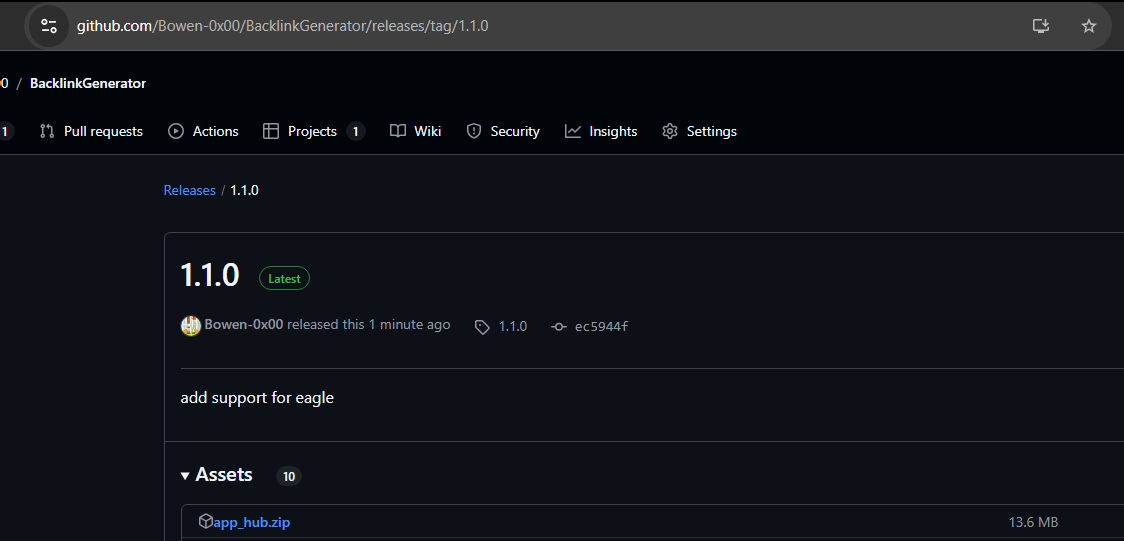 github.com/Bowen-0x00/BacklinkGenerator/releases/tag/1.1.0
0 / BacklinkGenerator
1 Pull requests Actions Projects 1 Wiki Security Insights Settings
Releases / 1.1.0
1.1.0 Latest
Bowen-0x00 released this 1 minute ago 1.1.0 ec5944f
add support for eagle
Assets 10
app_hub.zip 13.6 MB